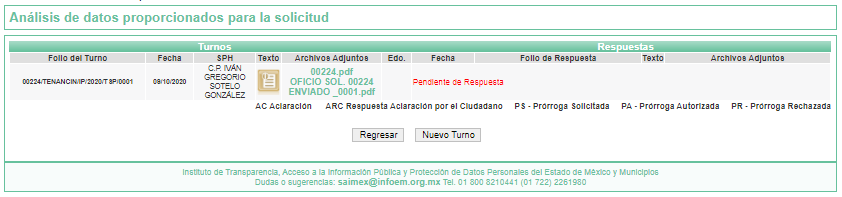 Análisis de datos proporcionados para la solicitud
Turnos Respuestas
Folio del Turno Fecha SPH Texto Archivos Adjuntos Edo. Fecha Folio de Respuesta Texto Archivos Adjuntos
00224/TENANCIN/IP/2020/TSP/0001 09/10/2020 C.P. IVÁN GREGORIO SOTELO GONZÁLEZ 00224.pdf OFICIO SOL. 00224 ENVIADO _0001.pdf Pendiente de Respuesta
AC Aclaración ARC Respuesta Aclaración por el Ciudadano PS - Prórroga Solicitada PA - Prórroga Autorizada PR - Prórroga Rechazada
Regresar Nuevo Turno
Instituto de Transparencia, Acceso a la Información Pública y Protección de Datos Personales del Estado de México y Municipios
Dudas o sugerencias: saimex@infoem.org.mx Tel. 01 800 8210441 (01 722) 2261980